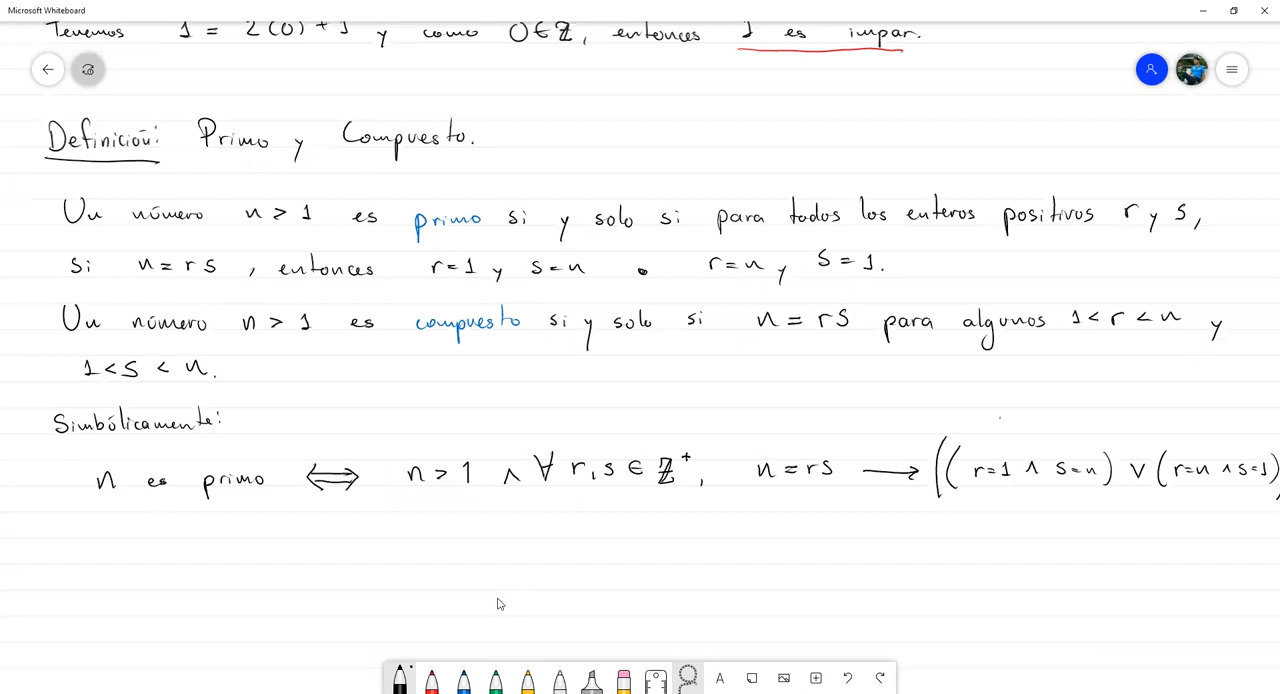 Microsoft Whiteboard
Tenemos 1 = 2(0) + 1 y como 0 ∈ ℤ, entonces 1 es impar.
Definición: Primo y Compuesto.
Un número n > 1 es primo si y solo si para todos los enteros positivos r y s,
si n = rs, entonces r=1 y s=n o r=n y s=1.
Un número n > 1 es compuesto si y solo si n = rs para algunos 1<r<n y
1<s<n.
Simbólicamente:
n es primo ⟺ n > 1 ∧ ∀ r,s ∈ ℤ⁺, n = rs ⟶ ((r=1 ∧ s=n) ∨ (r=n ∧ s=1)
A